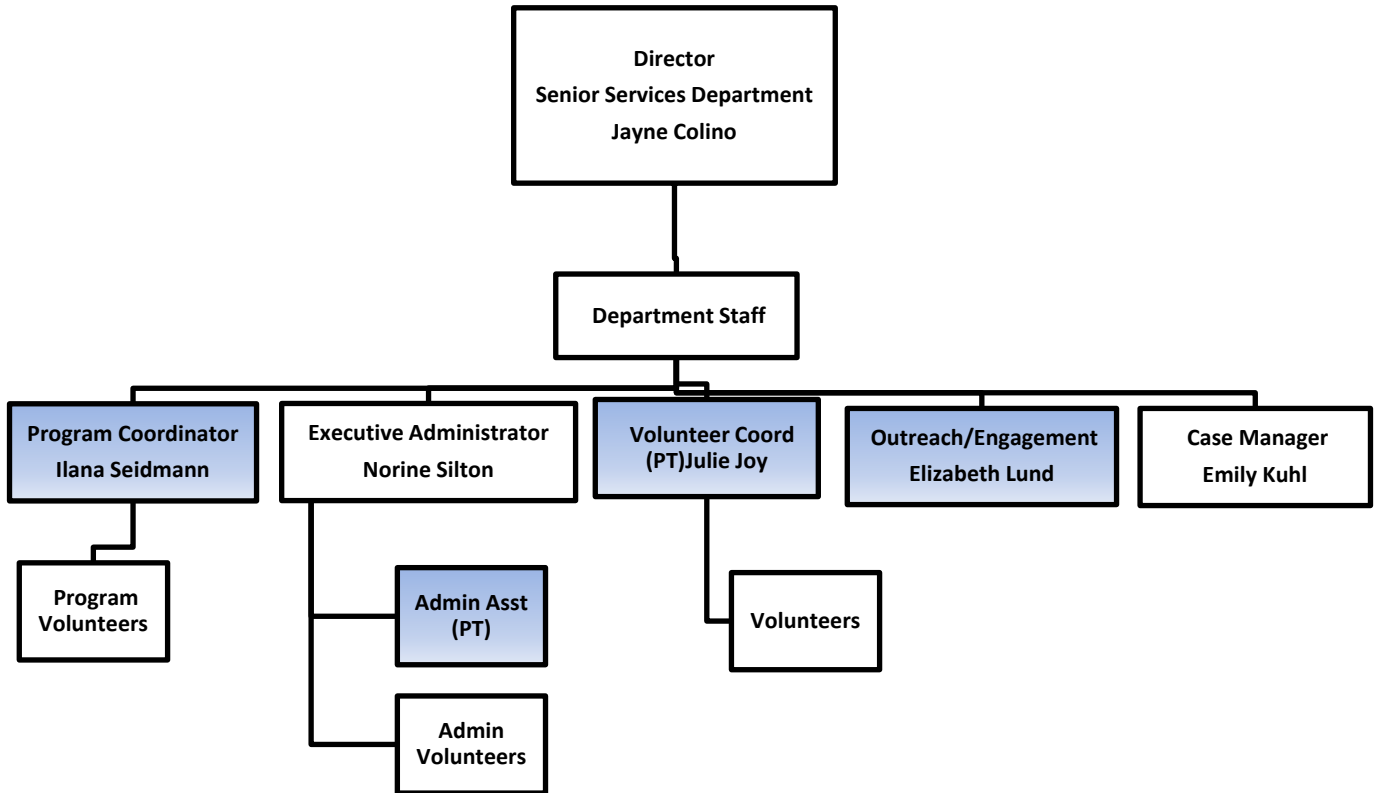 Director
Senior Services Department
Jayne Colino
Department Staff
Program Coordinator
Ilana Seidmann
Executive Administrator
Norine Silton
Volunteer Coord
(PT)Julie Joy
Outreach/Engagement
Elizabeth Lund
Case Manager
Emily Kuhl
Program
Volunteers
Admin Asst
(PT)
Volunteers
Admin
Volunteers